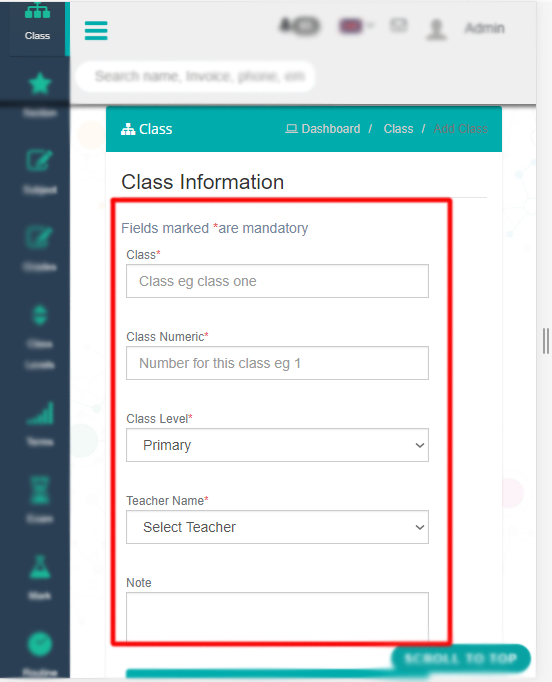 Class
Admin
Search name, Invoice, phone, em
Section
Class
Dashboard / Class / Add Class
Subject
Class Information
Fields marked *are mandatory
Class*
Class eg class one
Grades
Class Numeric*
Class
Number for this class eg 1
Levels
Class Level*
Terms
Primary
Teacher Name*
Exam
Select Teacher
Note
Mark
SCROLL TO TOP
Routine